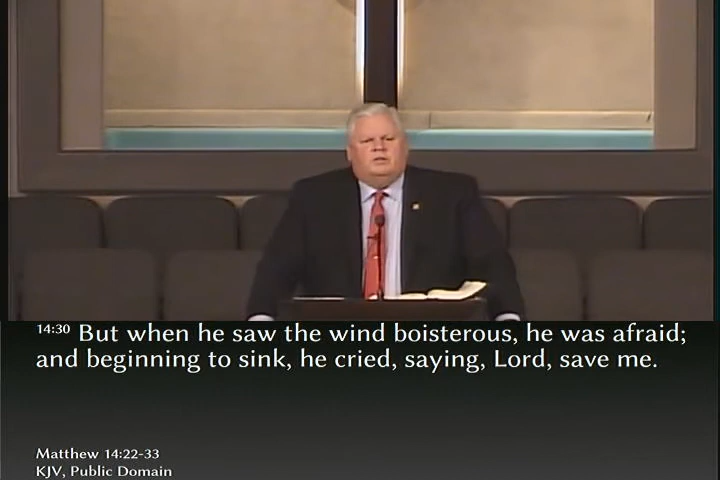 14:30 But when he saw the wind boisterous, he was afraid;
and beginning to sink, he cried, saying, Lord, save me.
Matthew 14:22-33
KJV, Public Domain